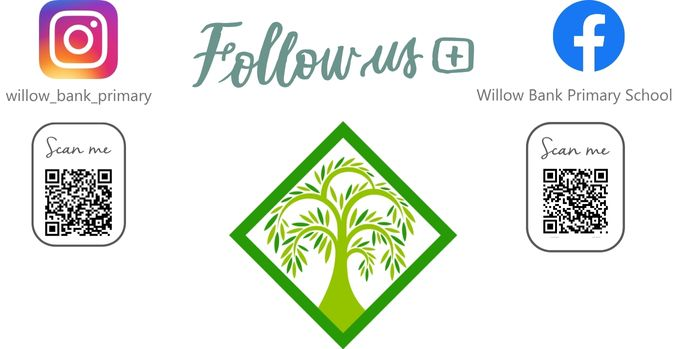 Follow us
willow_bank_primary
Willow Bank Primary School
Scan me
Scan me